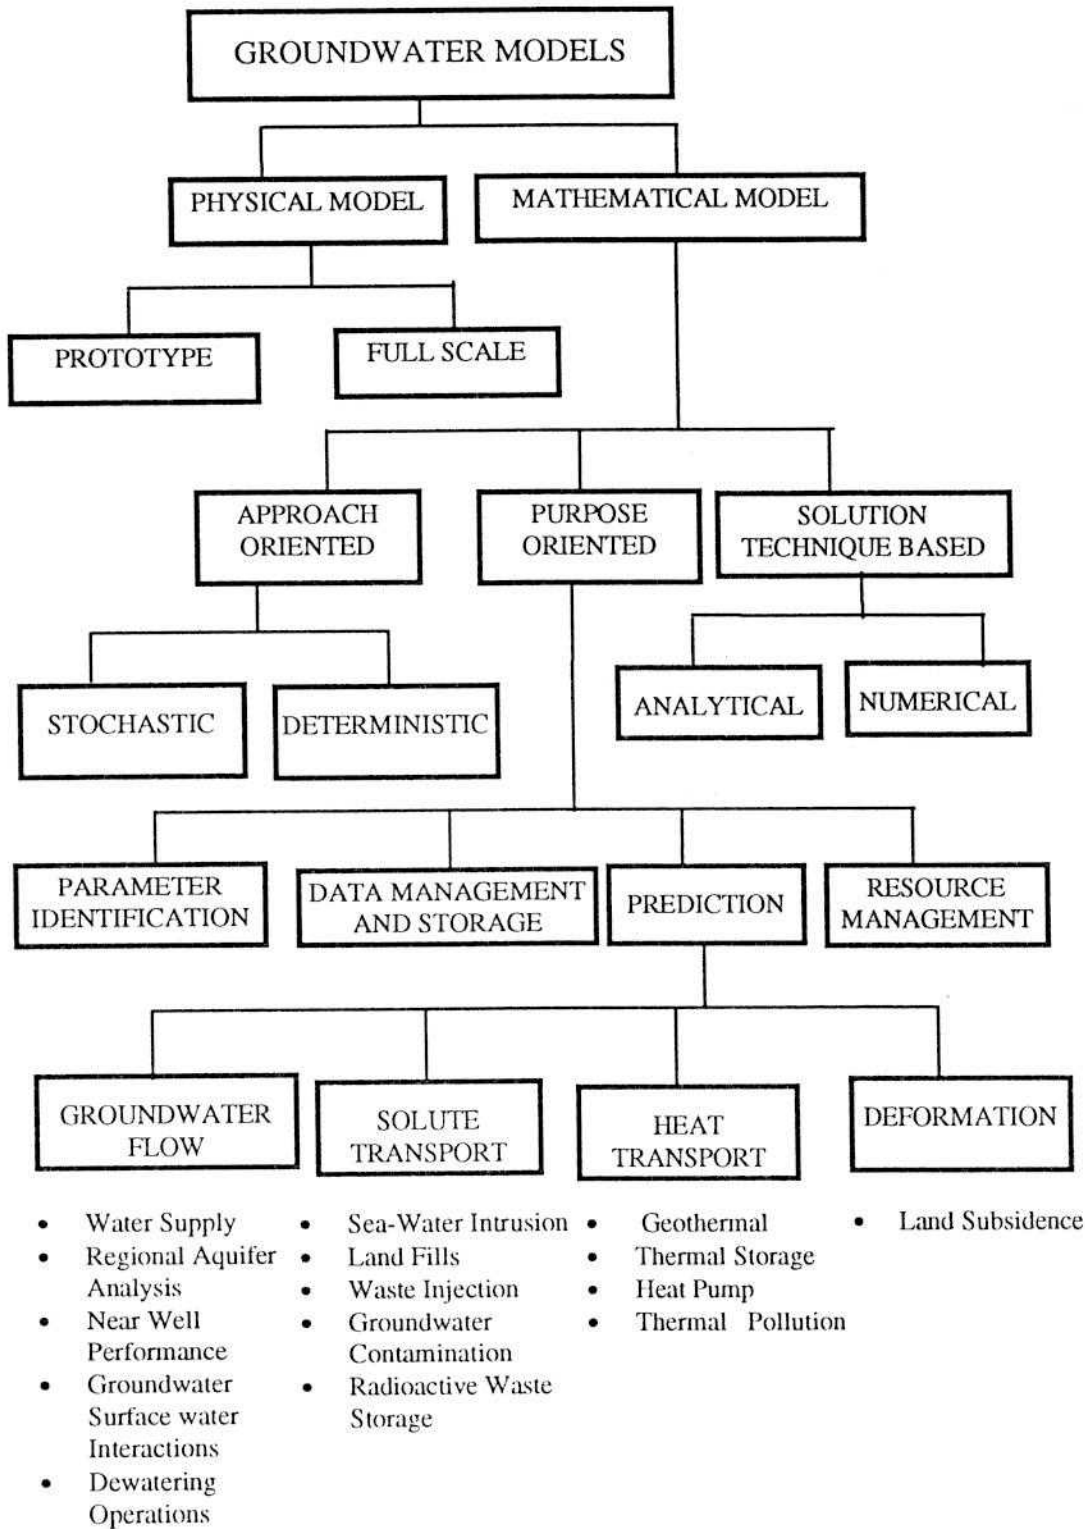 GROUNDWATER MODELS
PHYSICAL MODEL
MATHEMATICAL MODEL
PROTOTYPE
FULL SCALE
APPROACH
ORIENTED
PURPOSE
ORIENTED
SOLUTION
TECHNIQUE BASED
STOCHASTIC
DETERMINISTIC
ANALYTICAL
NUMERICAL
PARAMETER
IDENTIFICATION
DATA MANAGEMENT
AND STORAGE
PREDICTION
RESOURCE
MANAGEMENT
GROUNDWATER
FLOW
SOLUTE
TRANSPORT
HEAT
TRANSPORT
DEFORMATION
• Water Supply
• Regional Aquifer
Analysis
• Near Well
Performance
• Groundwater
Surface water
Interactions
• Dewatering
Operations
• Sea-Water Intrusion
• Land Fills
• Waste Injection
• Groundwater
Contamination
• Radioactive Waste
Storage
• Geothermal
• Thermal Storage
• Heat Pump
• Thermal Pollution
• Land Subsidence